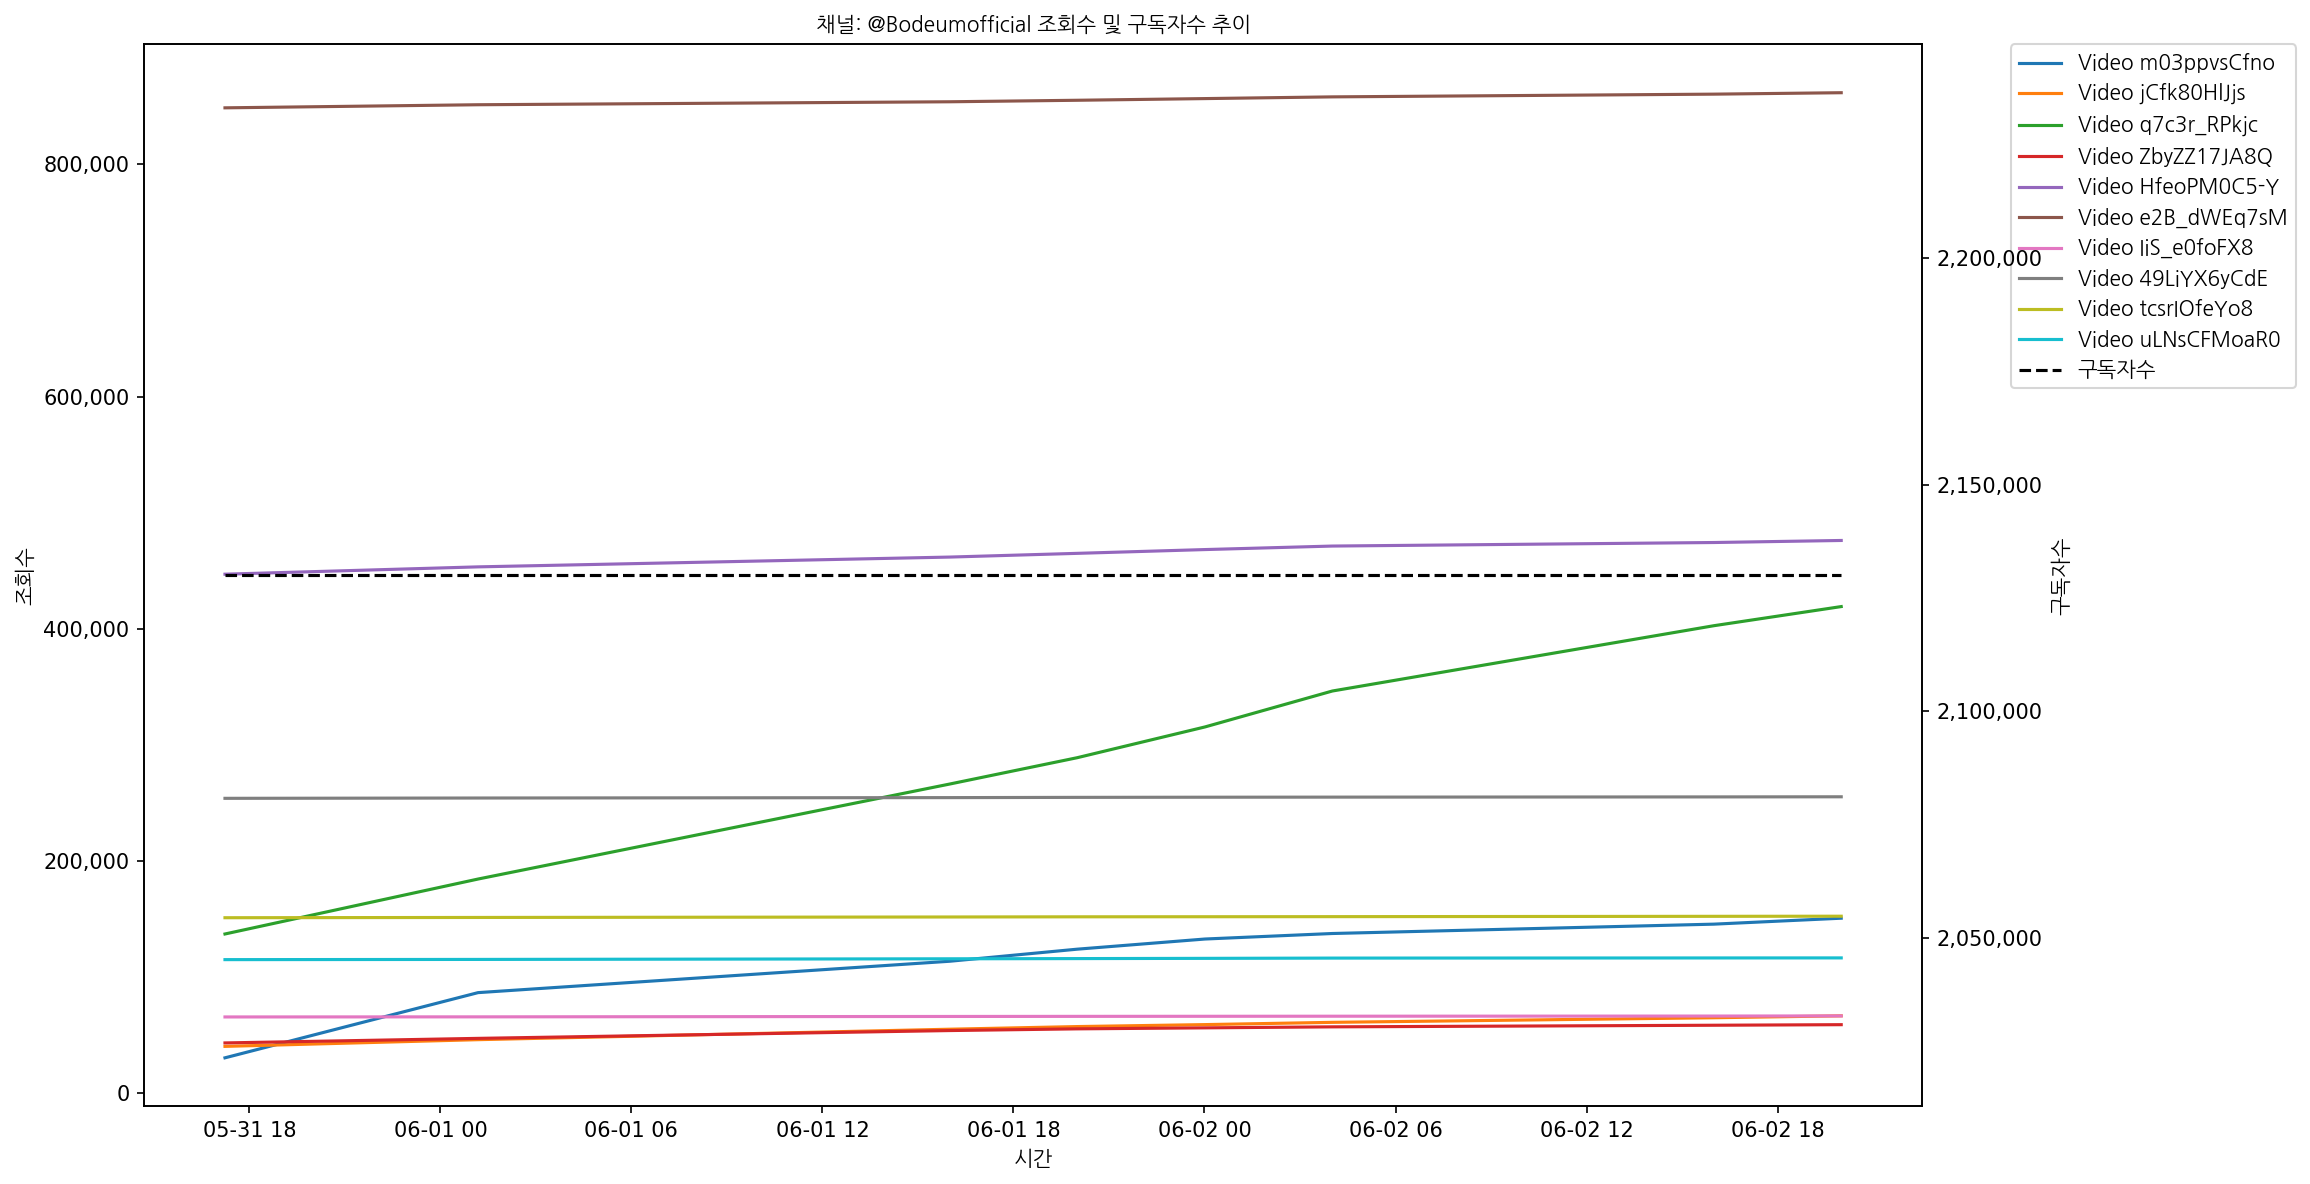 채널: @Bodeumofficial 조회수 및 구독자수 추이
조회수
800,000
600,000
400,000
200,000
0
05-31 18
06-01 00
06-01 06
06-01 12
06-01 18
06-02 00
06-02 06
06-02 12
06-02 18
시간
2,200,000
2,150,000
2,100,000
2,050,000
구독자수
Video m03ppvsCfno
Video jCfk80HlJjs
Video q7c3r_RPkjc
Video ZbyZZ17JA8Q
Video HfeoPM0C5-Y
Video e2B_dWEq7sM
Video IjS_e0foFX8
Video 49LiYX6yCdE
Video tcsrIOfeYo8
Video uLNsCFMoaR0
구독자수